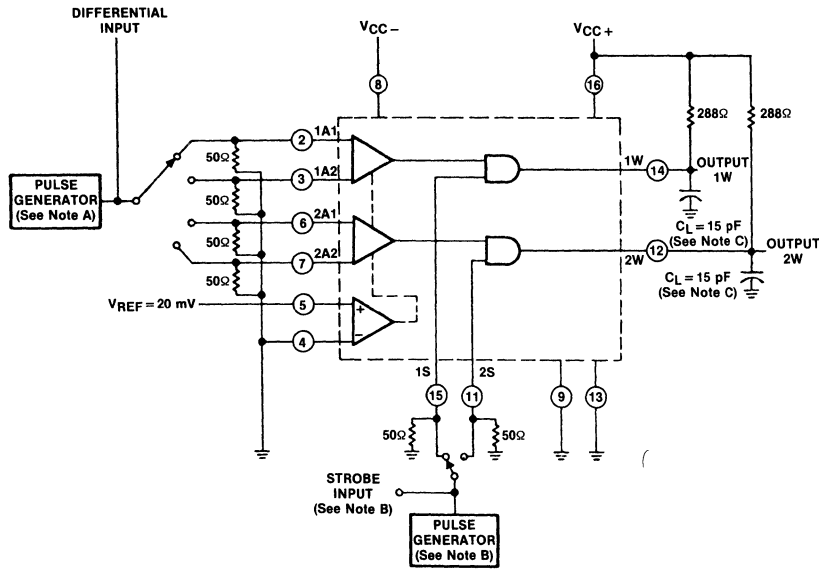 DIFFERENTIAL
INPUT
VCC−
VCC+
8
16
288Ω
288Ω
2
1A1
50Ω
3
1A2
50Ω
6
2A1
50Ω
7
2A2
50Ω
PULSE
GENERATOR
(See Note A)
1W
14
OUTPUT
1W
CL = 15 pF
(See Note C)
2W
12
OUTPUT
2W
CL = 15 pF
(See Note C)
VREF = 20 mV
5
+
−
4
1S
2S
15
11
9
13
50Ω
50Ω
STROBE
INPUT
(See Note B)
PULSE
GENERATOR
(See Note B)